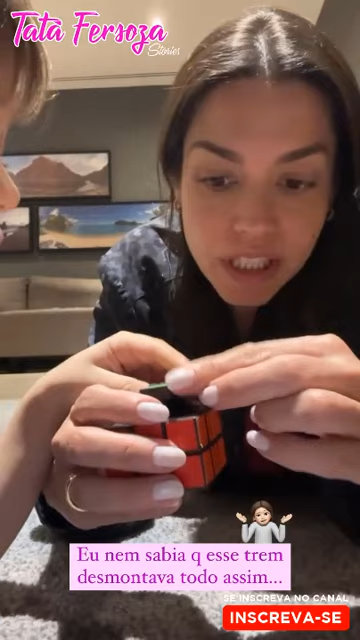 Tata Fersoza
Stories
Eu nem sabia q esse trem
desmontava todo assim...
SE INSCREVA NO CANAL
INSCREVA-SE